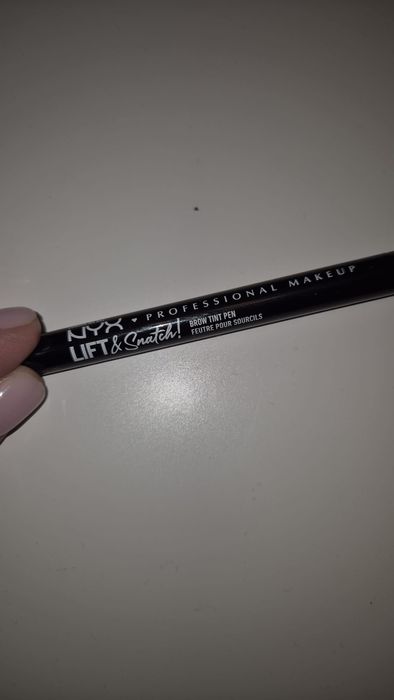 NYX ♥ PROFESSIONAL MAKEUP
LIFT & Snatch!
BROW TINT PEN
FEUTRE POUR SOURCILS